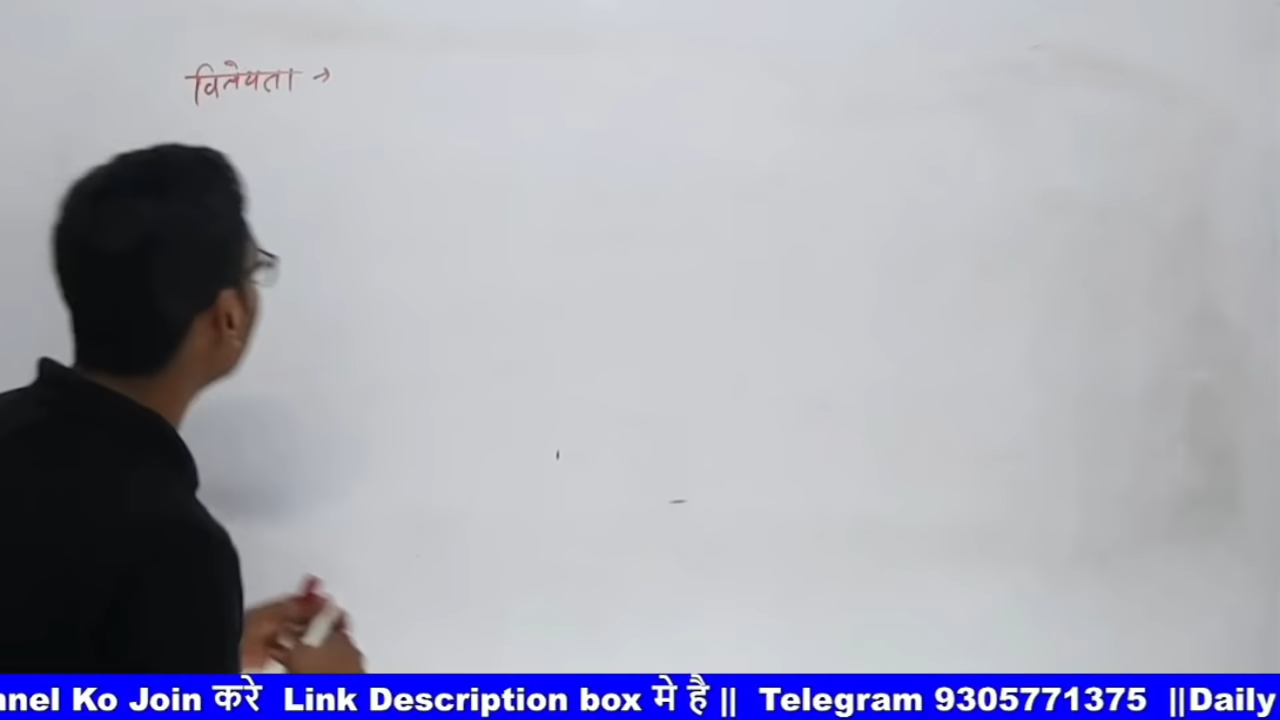 विलेयता →
nnel Ko Join करे Link Description box मे है || Telegram 9305771375 ||Daily